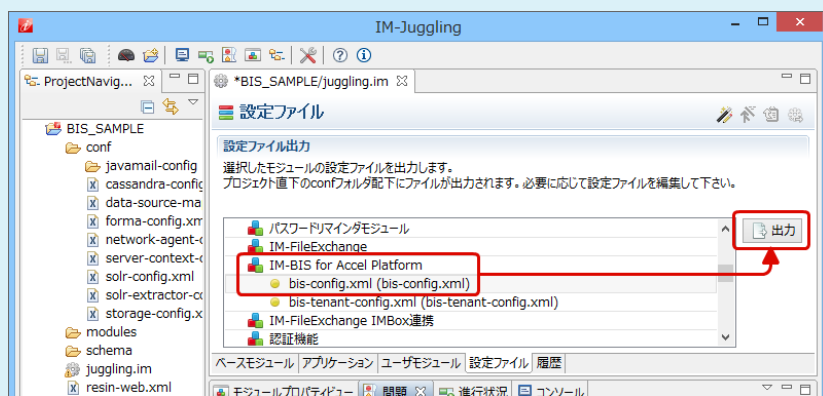 IM-Juggling
ProjectNavig...
*BIS_SAMPLE/juggling.im
設定ファイル
BIS_SAMPLE
conf
javamail-config
cassandra-config
data-source-ma
forma-config.xm
network-agent-c
server-context-c
solr-config.xml
solr-extractor-co
storage-config.x
modules
schema
juggling.im
resin-web.xml
設定ファイル出力
選択したモジュールの設定ファイルを出力します。
プロジェクト直下のconfフォルダ配下にファイルが出力されます。必要に応じて設定ファイルを編集して下さい。
パスワードリマインダモジュール
IM-FileExchange
IM-BIS for Accel Platform
bis-config.xml (bis-config.xml)
bis-tenant-config.xml (bis-tenant-config.xml)
IM-FileExchange IMBox連携
認証機能
出力
ベースモジュール アプリケーション ユーザモジュール 設定ファイル 履歴
モジュールプロパティビュー 問題 進行状況 コンソール